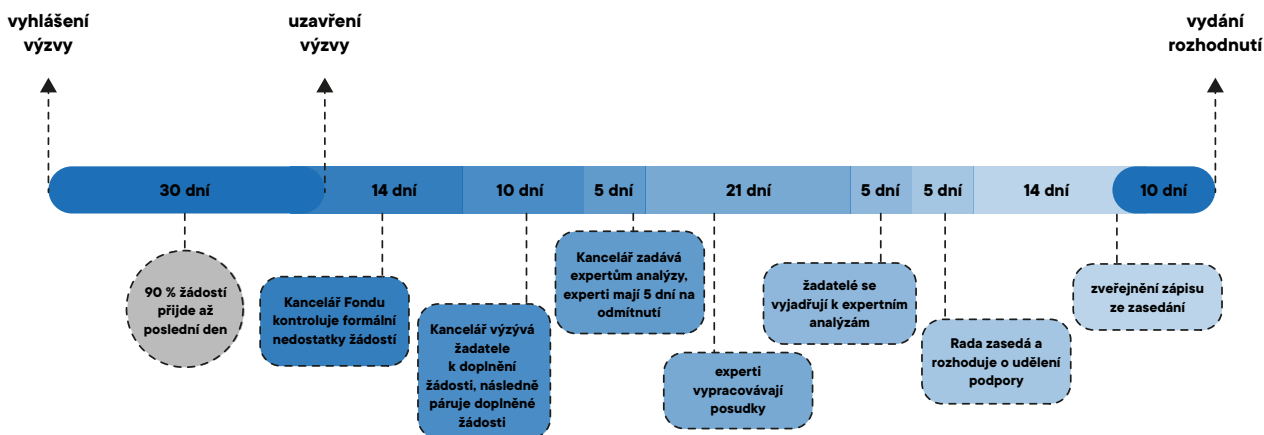 vyhlášení
výzvy
uzavření
výzvy
vydání
rozhodnutí
30 dní
14 dní
10 dní
5 dní
21 dní
5 dní
5 dní
14 dní
10 dní
90 % žádostí
přijde až
poslední den
Kancelář Fondu
kontroluje formální
nedostatky žádostí
Kancelář výzývá
žadatele
k doplnění
žádosti, následně
páruje doplněné
žádosti
Kancelář zadává
expertům analýzy,
experti mají 5 dní na
odmítnutí
experti
vypracovávají
posudky
žadatelé se
vyjadřují k expertním
analýzám
Rada zasedá a
rozhoduje o udělení
podpory
zveřejnění zápisu
ze zasedání